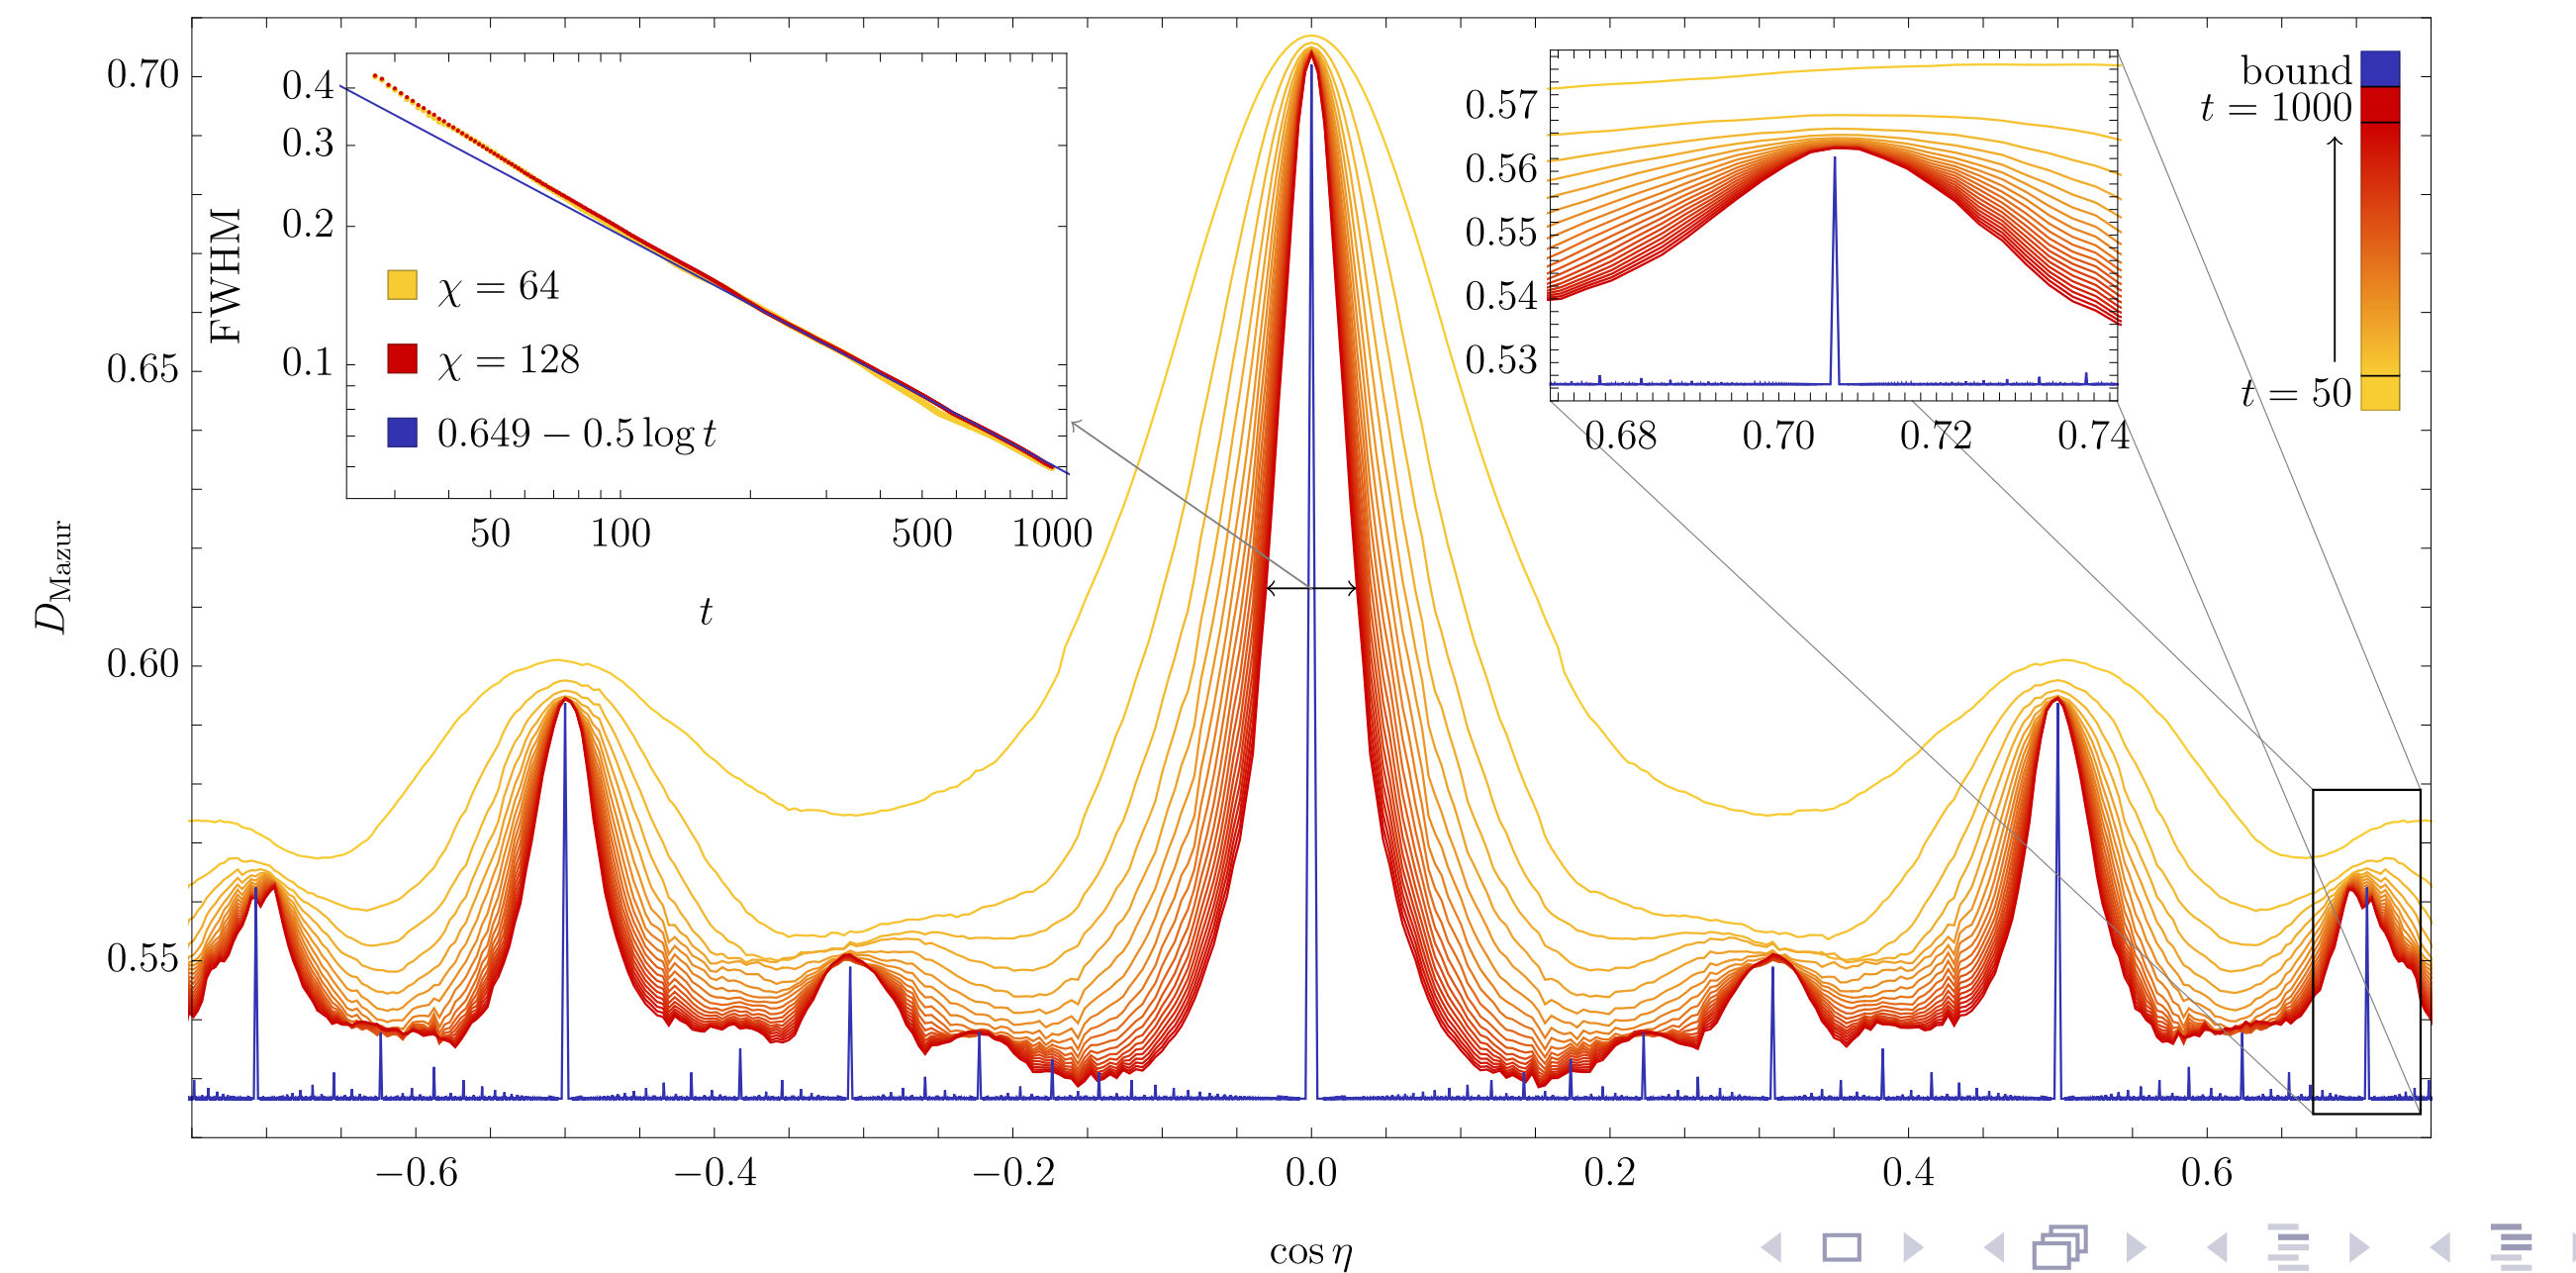 0.70
0.65
0.60
0.55
D_Mazur
−0.6 −0.4 −0.2 0.0 0.2 0.4 0.6
cos η
0.4
0.3
0.2
0.1
FWHM
χ = 64
χ = 128
0.649 − 0.5 log t
50 100 500 1000
t
0.57
0.56
0.55
0.54
0.53
0.68 0.70 0.72 0.74
bound
t = 1000
t = 50